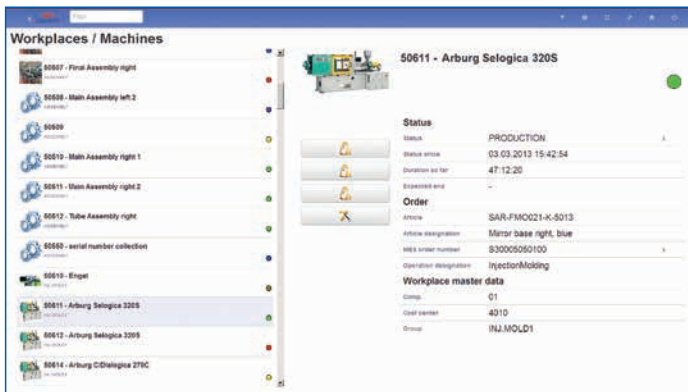 Filter
Workplaces / Machines
50507 - Final Assembly right
50508 - Main Assembly left 2
50509
50510 - Main Assembly right 1
50511 - Main Assembly right 2
50512 - Tube Assembly right
50550 - serial number collection
50610 - Engel
50611 - Arburg Selogica 320S
50612 - Arburg Selogica 320S
50614 - Arburg C/Dialogica 270C
50611 - Arburg Selogica 320S
Status
Status PRODUCTION
Status since 03.03.2013 15:42:54
Duration so far 47:12:20
Expected end -
Order
Article SAR-FMO021-K-5013
Article designation Mirror base right, blue
MES order number S30005050100
Operation designation InjectionMolding
Workplace master data
Comp. 01
Cost center 4010
Group INJ.MOLD1